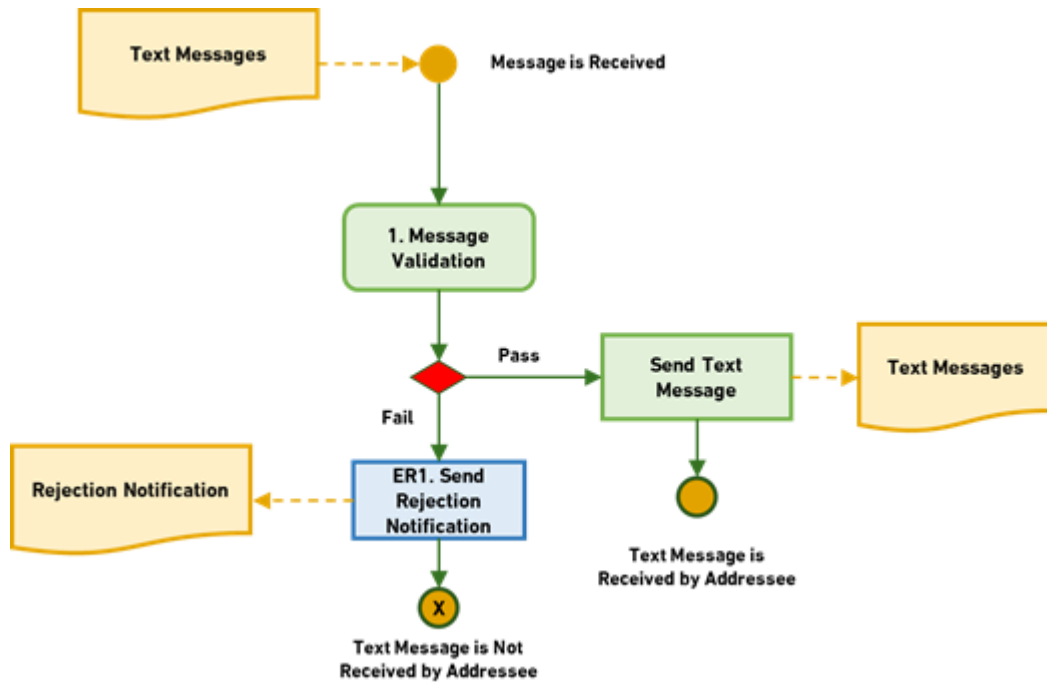 Text Messages
Message is Received
1. Message
Validation
Pass
Send Text
Message
Text Messages
Fail
Rejection Notification
ER1. Send
Rejection
Notification
Text Message is
Received by Addressee
X
Text Message is Not
Received by Addressee